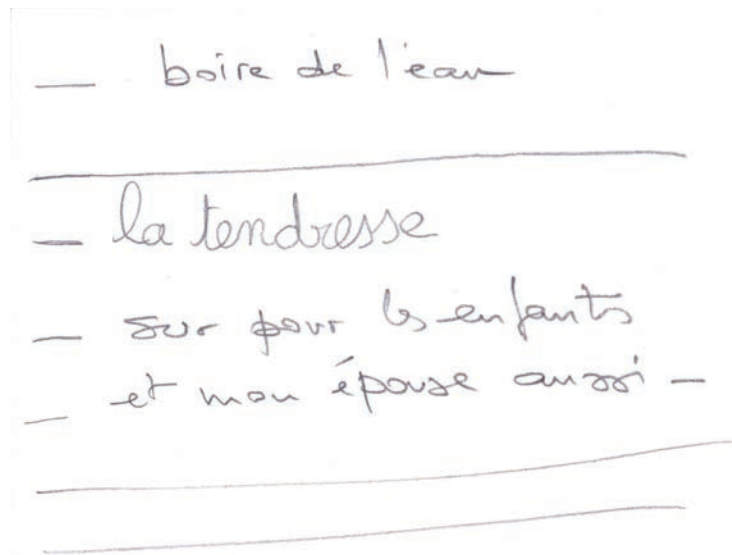 — boire de l'eau
— la tendresse
— sur pour les enfants
— et mon épouse aussi —